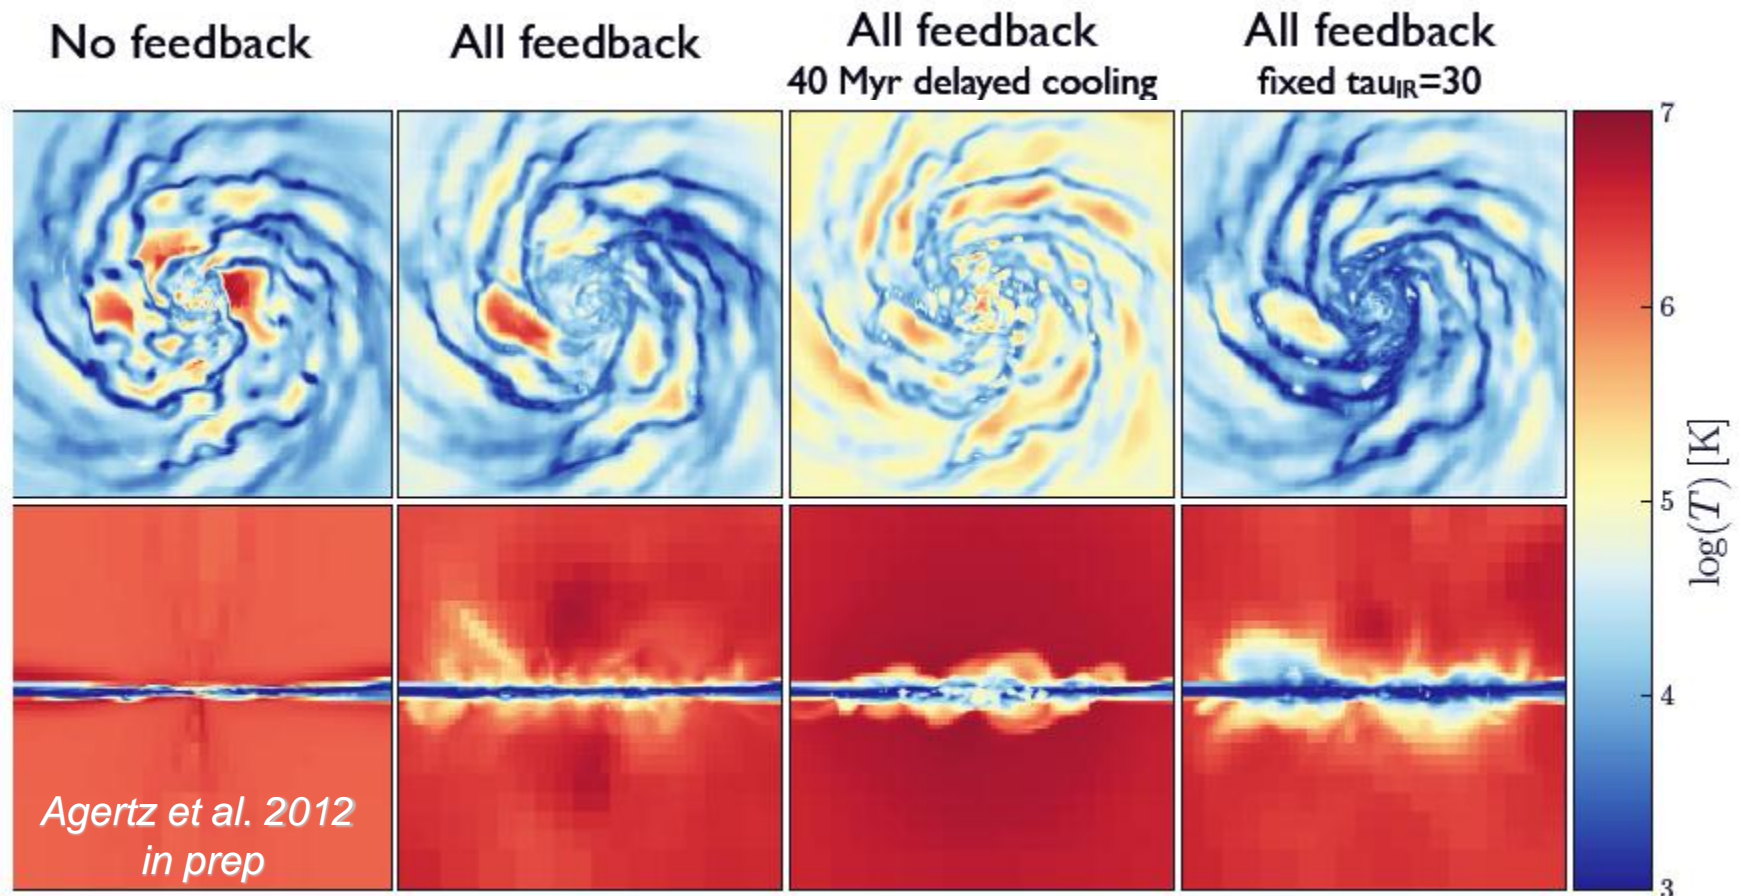 No feedback
All feedback
All feedback
40 Myr delayed cooling
All feedback
fixed tauIR=30
7
6
5
4
3
log(T) [K]
Agertz et al. 2012
in prep